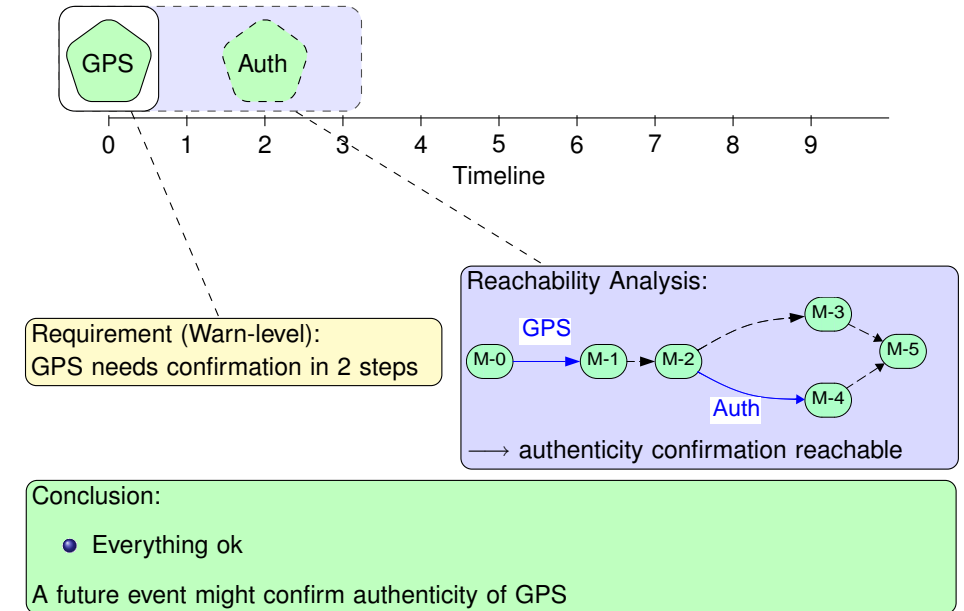 GPS Auth
0 1 2 3 4 5 6 7 8 9
Timeline
Requirement (Warn-level):
GPS needs confirmation in 2 steps
Reachability Analysis:
GPS
M-0 M-1 M-2 M-3 M-5
Auth M-4
⟶ authenticity confirmation reachable
Conclusion:
Everything ok
A future event might confirm authenticity of GPS